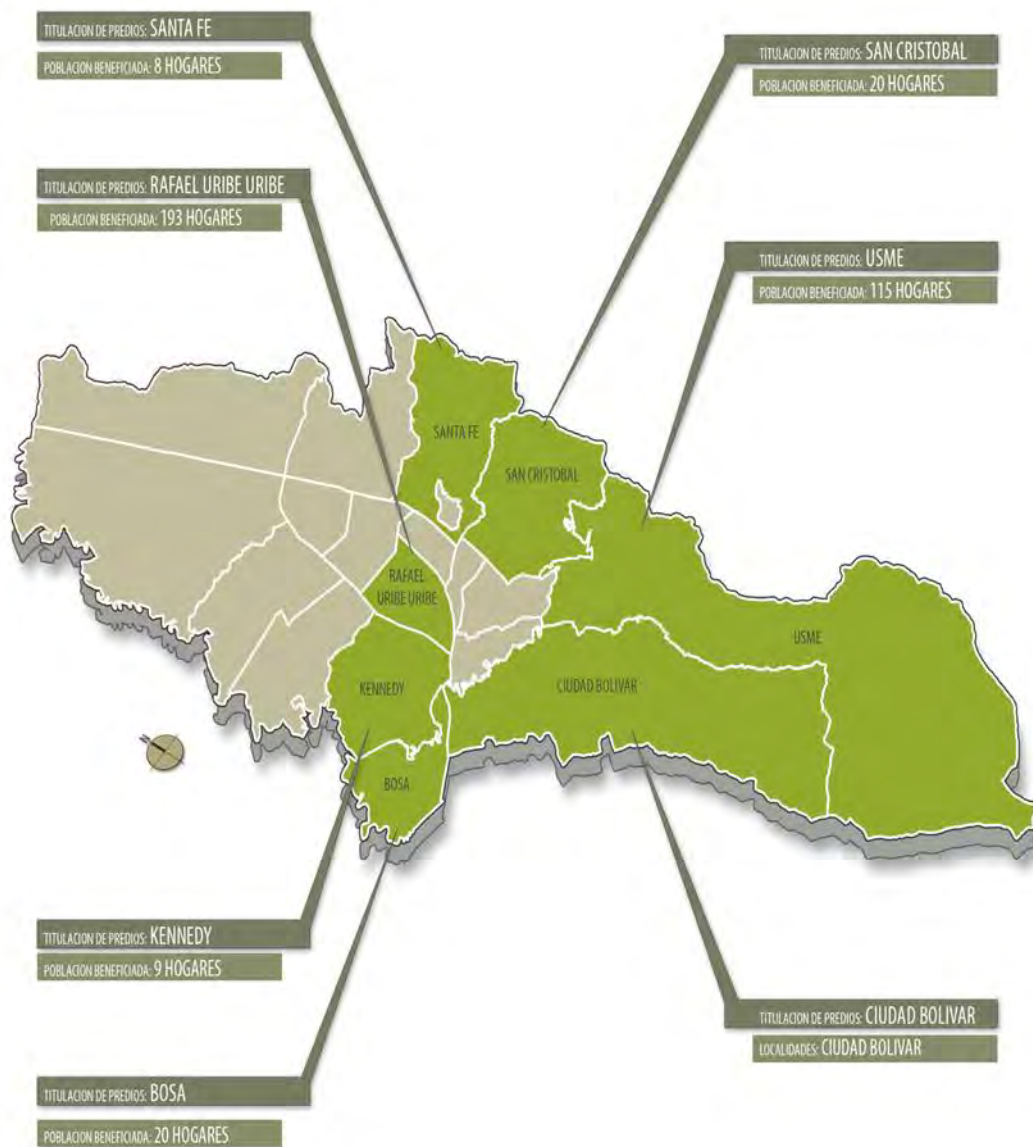 TITULACION DE PREDIOS: SANTA FE
POBLACION BENEFICIADA: 8 HOGARES
TITULACION DE PREDIOS: SAN CRISTOBAL
POBLACION BENEFICIADA: 20 HOGARES
TITULACION DE PREDIOS: RAFAEL URIBE URIBE
POBLACION BENEFICIADA: 193 HOGARES
TITULACION DE PREDIOS: USME
POBLACION BENEFICIADA: 115 HOGARES
SANTA FE
SAN CRISTOBAL
RAFAEL
URIBE URIBE
USME
KENNEDY
CIUDAD BOLIVAR
N
BOSA
TITULACION DE PREDIOS: KENNEDY
POBLACION BENEFICIADA: 9 HOGARES
TITULACION DE PREDIOS: CIUDAD BOLIVAR
LOCALIDADES: CIUDAD BOLIVAR
TITULACION DE PREDIOS: BOSA
POBLACION BENEFICIADA: 20 HOGARES